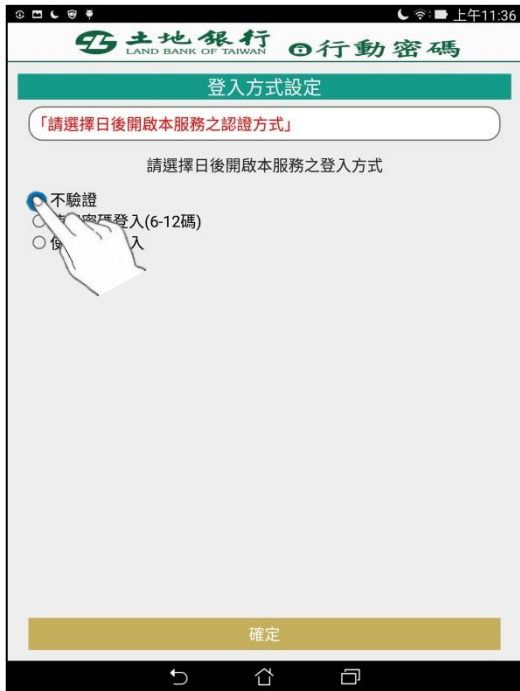 上午11:36
土地銀行
LAND BANK OF TAIWAN
行動密碼
登入方式設定
「請選擇日後開啟本服務之認證方式」
請選擇日後開啟本服務之登入方式
不驗證
密碼登入(6-12碼)
入
確定